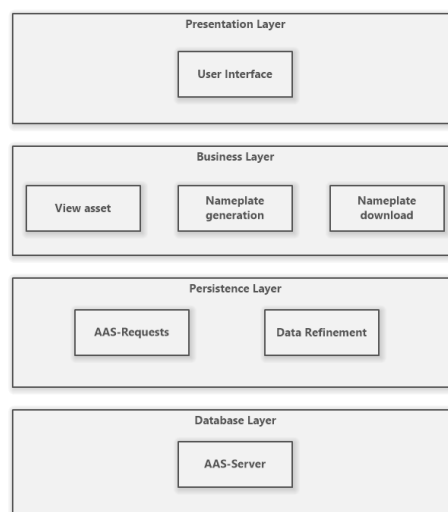 Presentation Layer
User Interface
Business Layer
View asset
Nameplate
generation
Nameplate
download
Persistence Layer
AAS-Requests
Data Refinement
Database Layer
AAS-Server